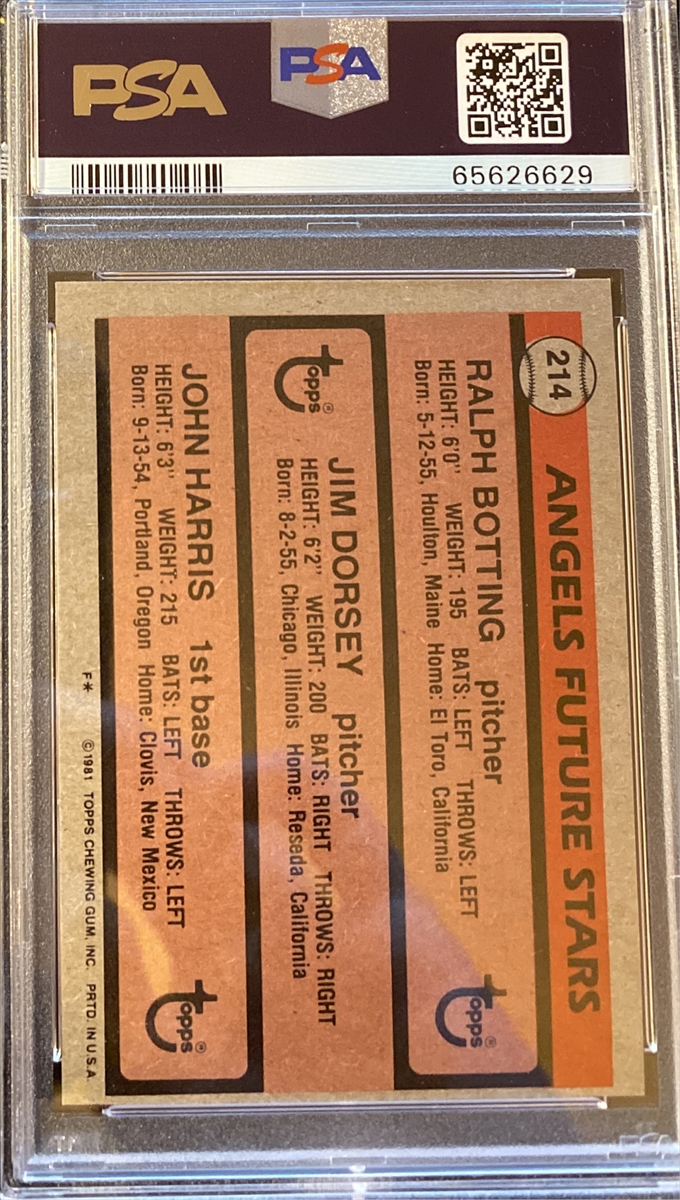 PSA
PSA
65626629
214
ANGELS FUTURE STARS
RALPH BOTTING pitcher
HEIGHT: 6'0" WEIGHT: 195 BATS: LEFT THROWS: LEFT
Born: 5-12-55, Houlton, Maine Home: El Toro, California
Topps®
Topps®
JIM DORSEY pitcher
HEIGHT: 6'2" WEIGHT: 200 BATS: RIGHT THROWS: RIGHT
Born: 8-2-55, Chicago, Illinois Home: Reseda, California
JOHN HARRIS 1st base
HEIGHT: 6'3" WEIGHT: 215 BATS: LEFT THROWS: LEFT
Born: 9-13-54, Portland, Oregon Home: Clovis, New Mexico
Topps®
F* ©1981 TOPPS CHEWING GUM, INC. PRTD. IN U.S.A.